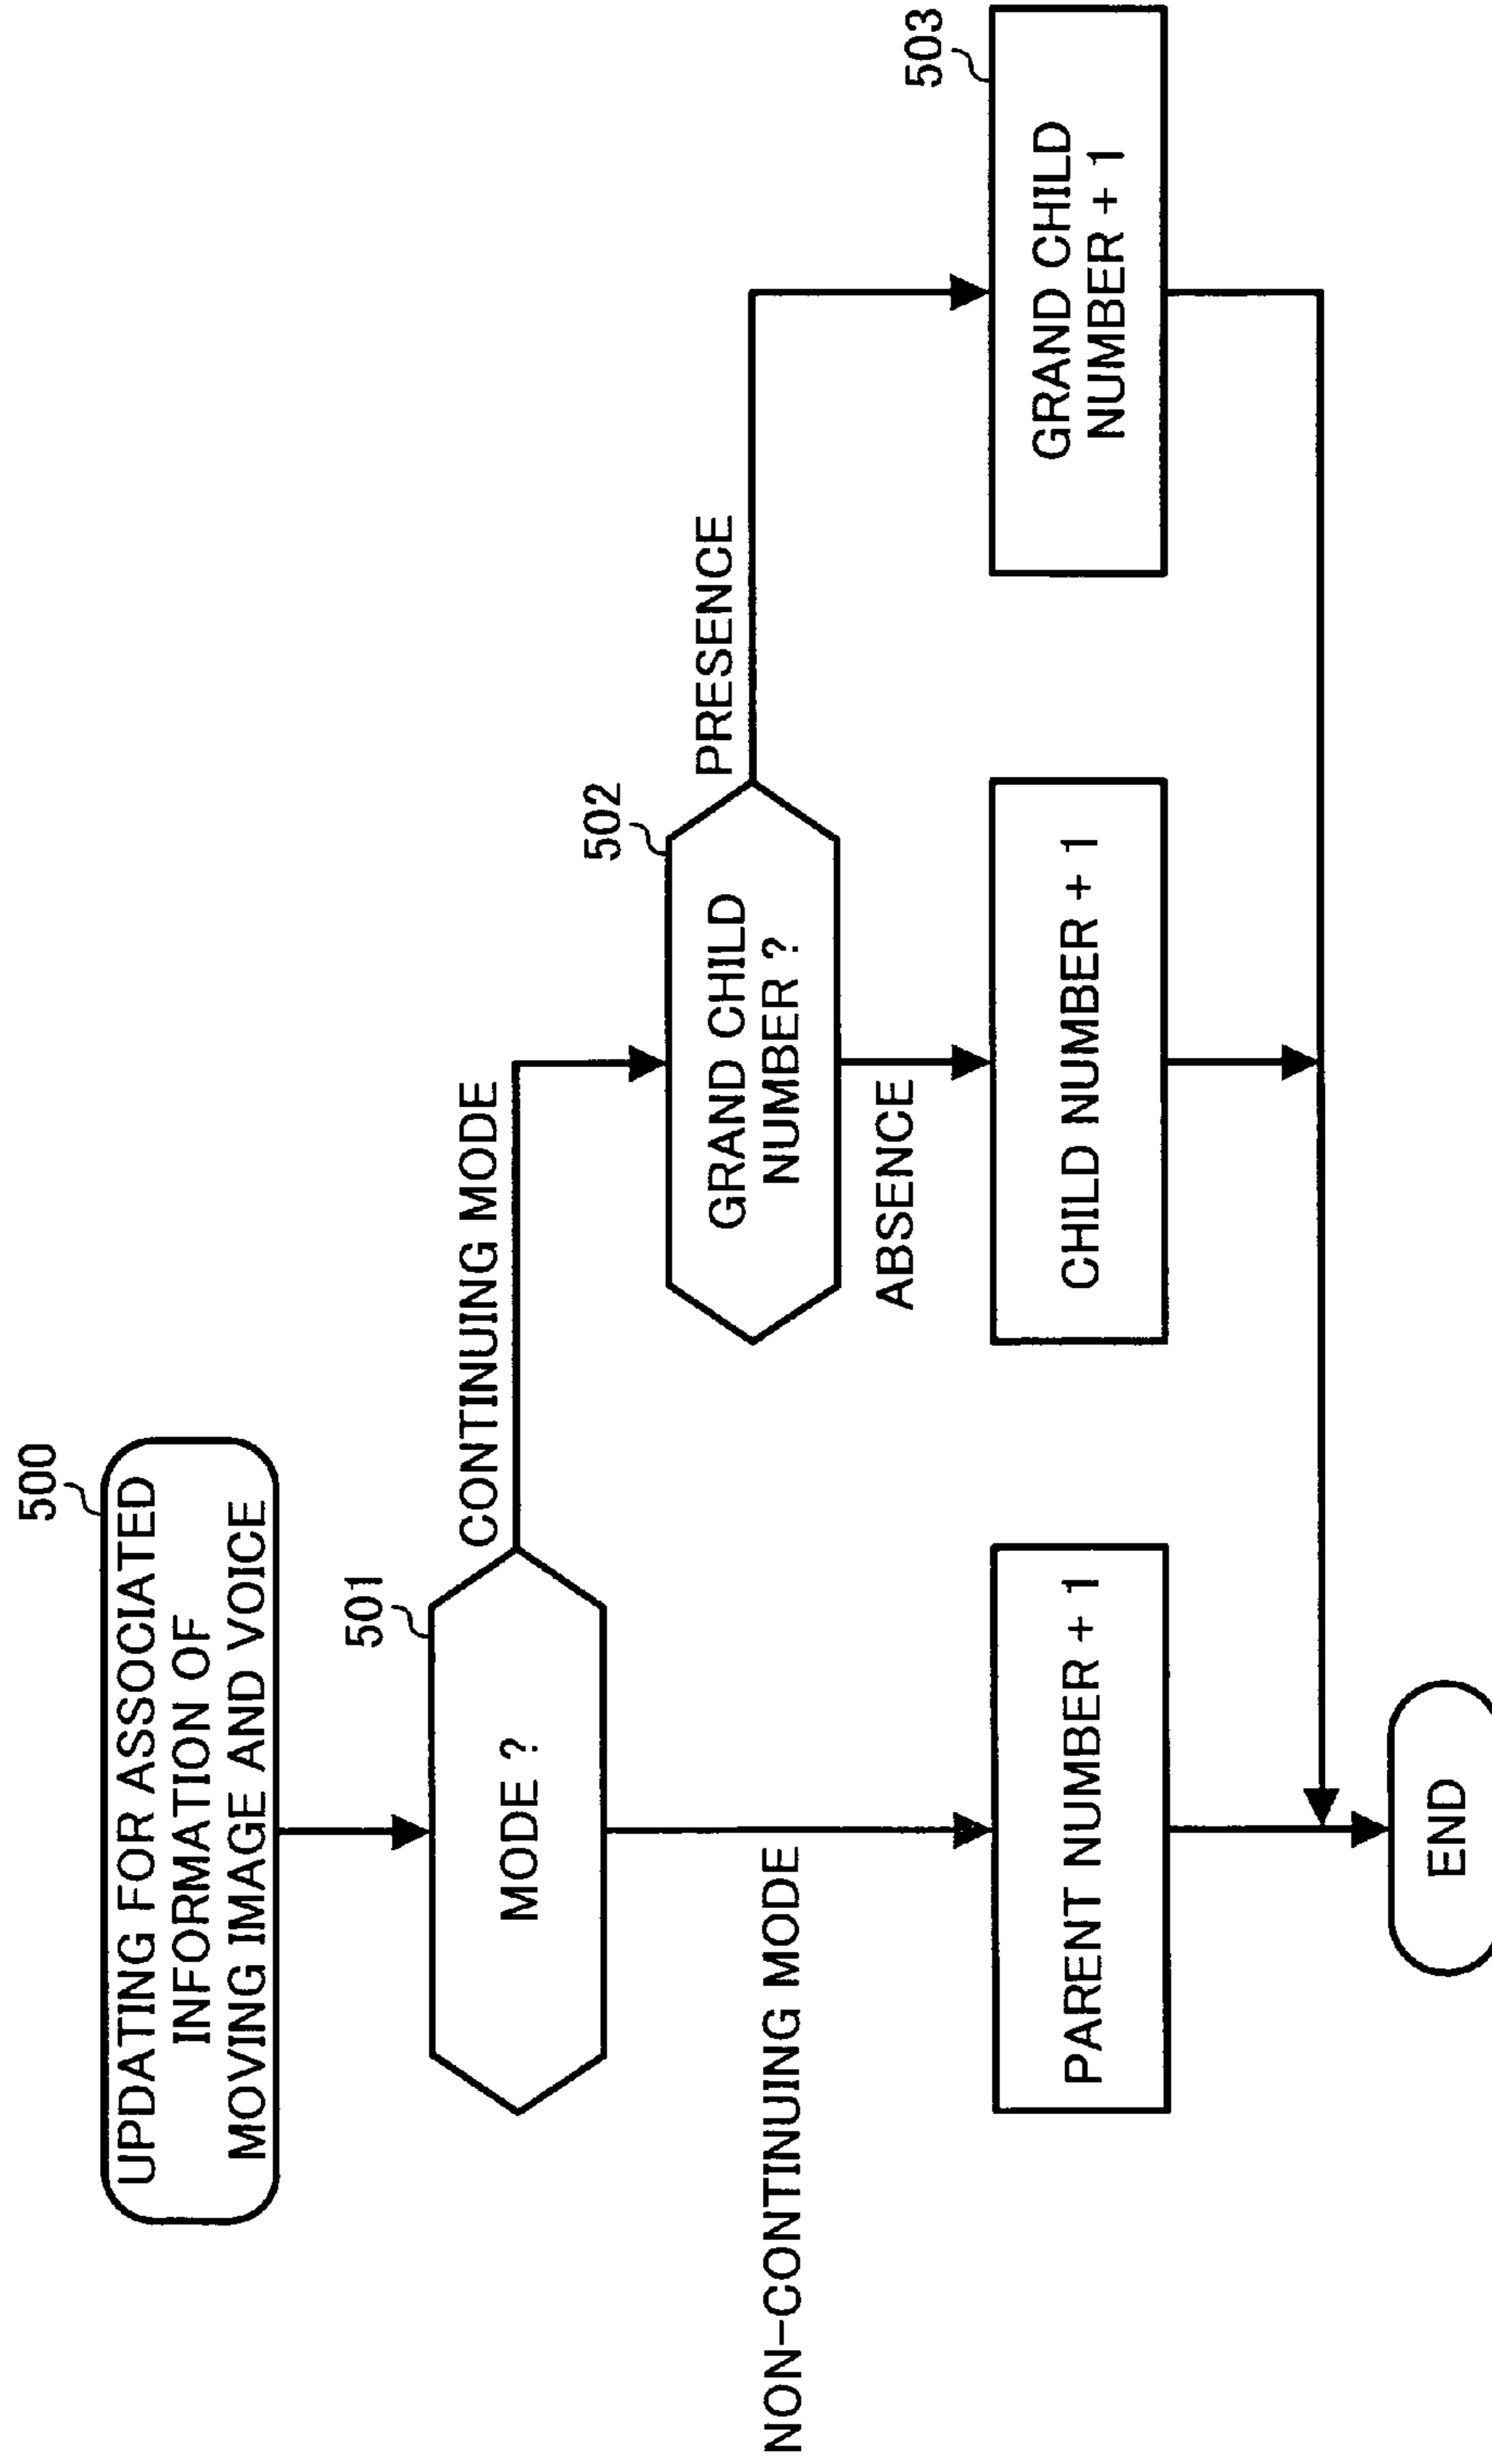 500
UPDATING FOR ASSOCIATED
INFORMATION OF
MOVING IMAGE AND VOICE
501
MODE ?
CONTINUING MODE
502
GRAND CHILD
NUMBER ?
PRESENCE
NON-CONTINUING MODE
ABSENCE
503
PARENT NUMBER + 1
CHILD NUMBER + 1
GRAND CHILD
NUMBER + 1
END